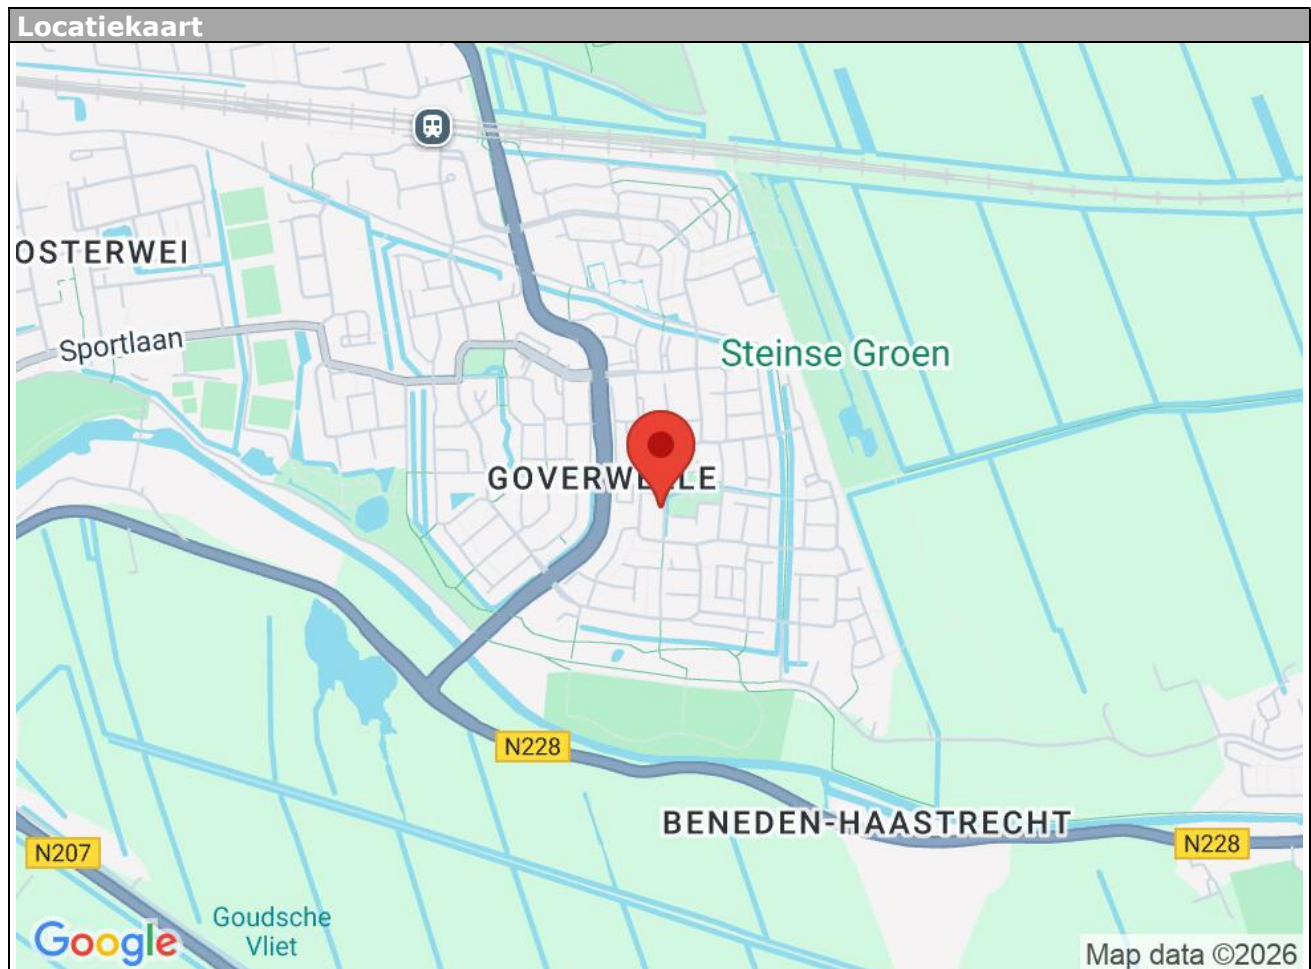 Locatiekaart
OSTERWEI
Sportlaan
Steinse Groen
N228
BENEDEN-HAASTRECHT
N228
N207
Goudsche
Vliet
Google
Map data ©2026